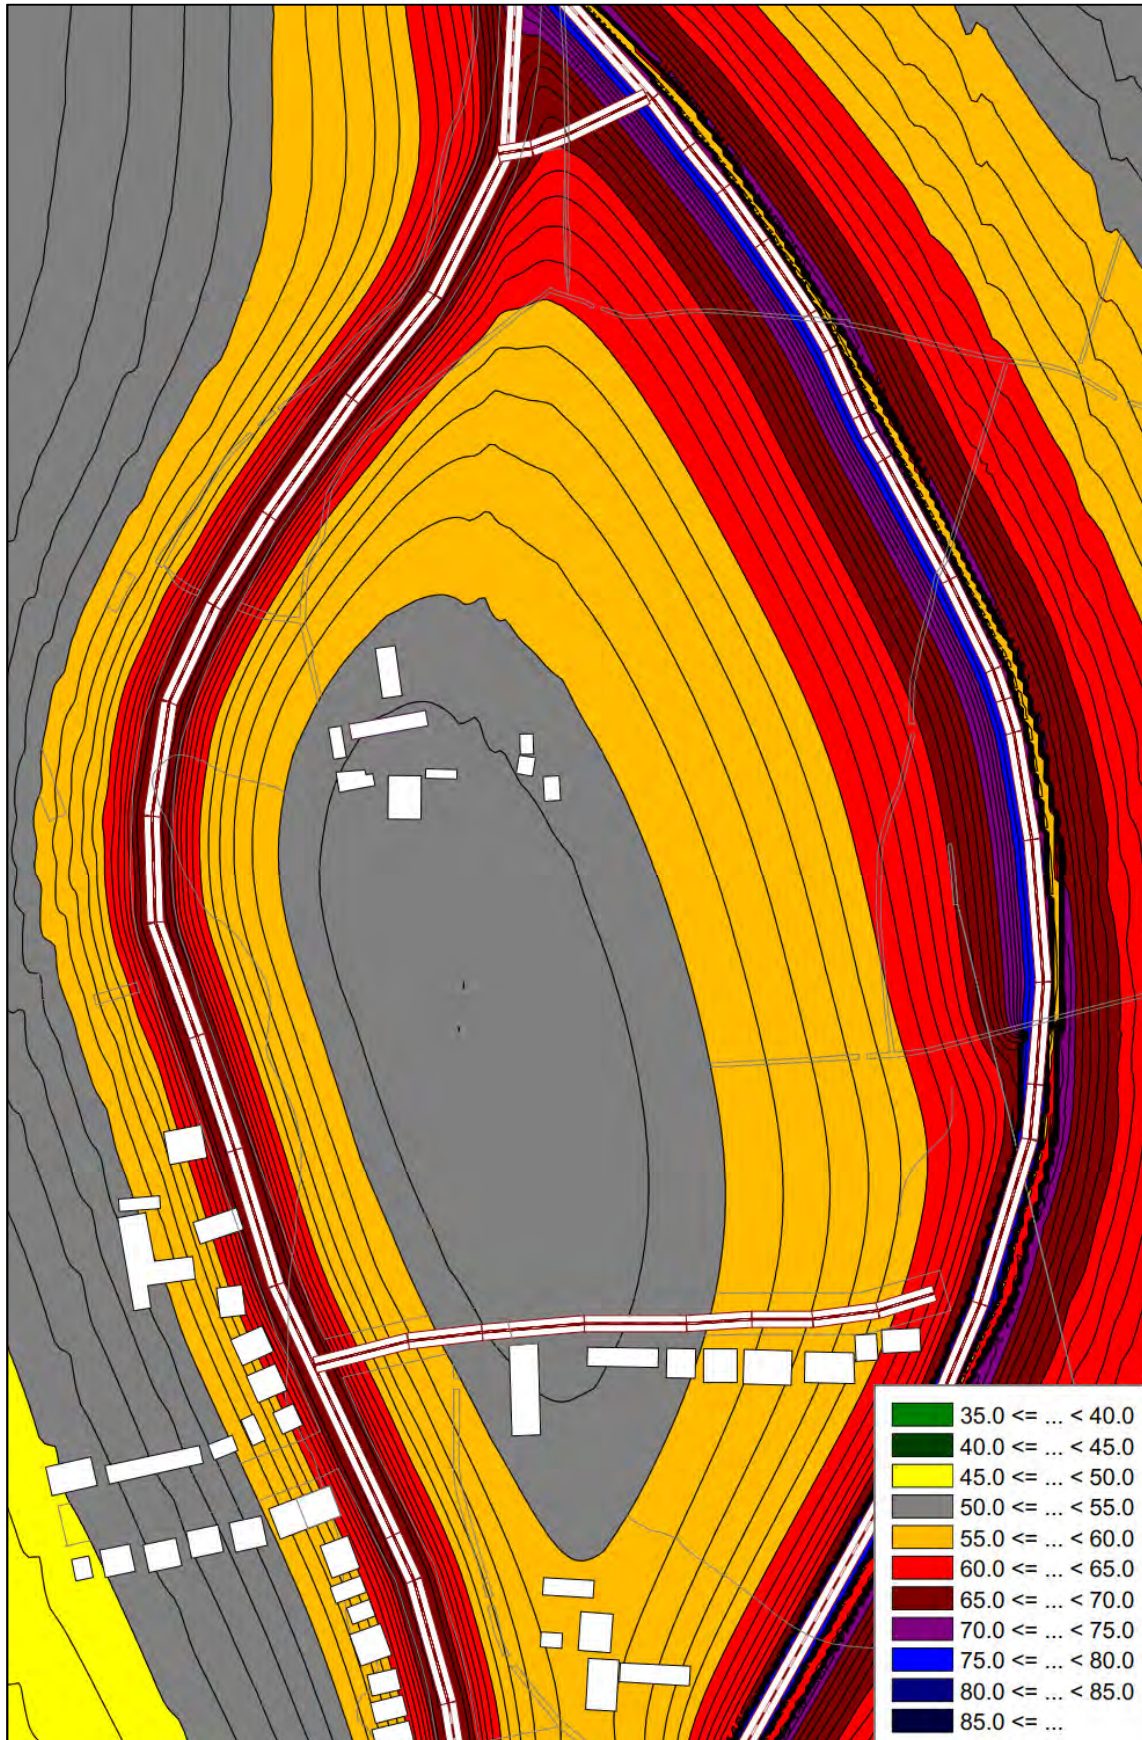 35.0 <= ... < 40.0
40.0 <= ... < 45.0
45.0 <= ... < 50.0
50.0 <= ... < 55.0
55.0 <= ... < 60.0
60.0 <= ... < 65.0
65.0 <= ... < 70.0
70.0 <= ... < 75.0
75.0 <= ... < 80.0
80.0 <= ... < 85.0
85.0 <= ...